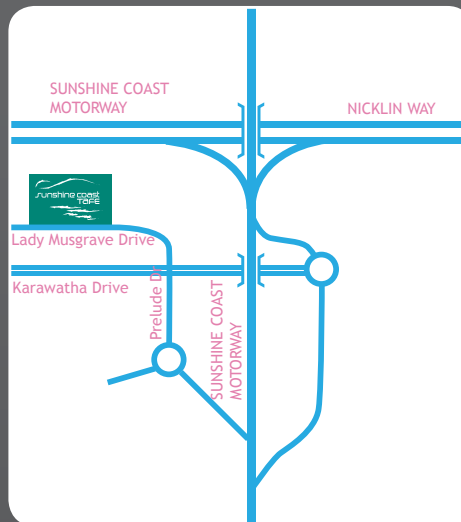 SUNSHINE COAST
MOTORWAY
NICKLIN WAY
sunshine coast
TAFE
Lady Musgrave Drive
Karawatha Drive
Prelude Dr
SUNSHINE COAST
MOTORWAY